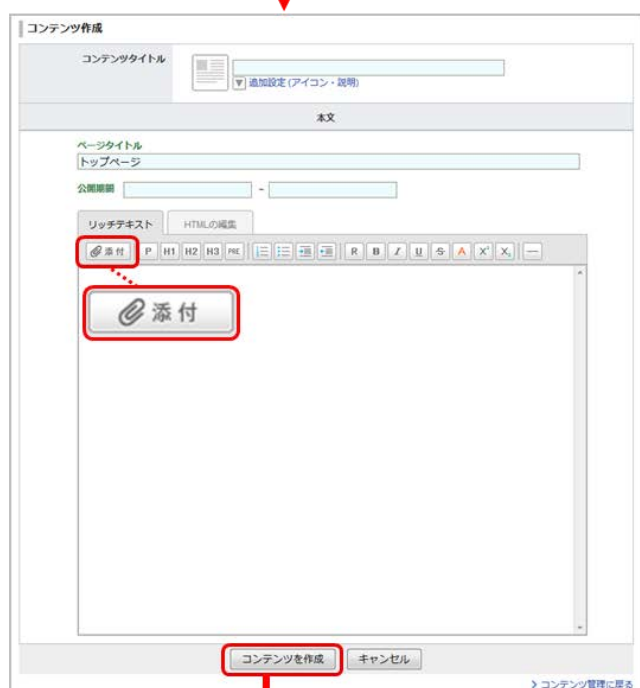 コンテンツ作成
コンテンツタイトル
追加設定(アイコン・説明)
本文
ページタイトル
トップページ
公開期間 -
リッチテキスト HTMLの編集
添付 P H1 H2 H3 PRE R B I U S A X² X₂ —
添付
コンテンツを作成 キャンセル
コンテンツ管理に戻る